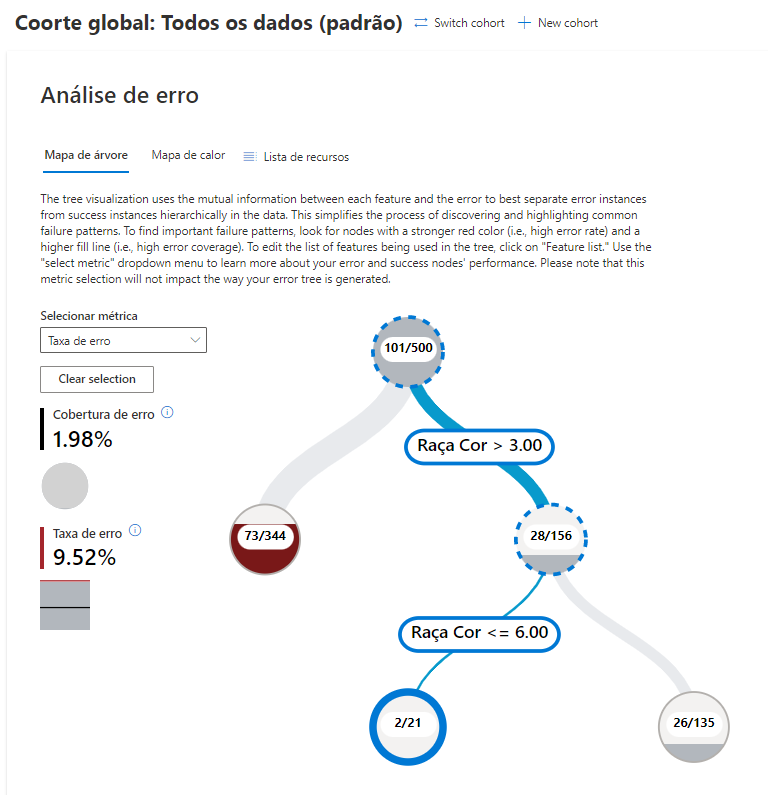 Coorte global: Todos os dados (padrão) Switch cohort New cohort
Análise de erro
Mapa de árvore Mapa de calor Lista de recursos
The tree visualization uses the mutual information between each feature and the error to best separate error instances
from success instances hierarchically in the data. This simplifies the process of discovering and highlighting common
failure patterns. To find important failure patterns, look for nodes with a stronger red color (i.e., high error rate) and a
higher fill line (i.e., high error coverage). To edit the list of features being used in the tree, click on "Feature list." Use the
"select metric" dropdown menu to learn more about your error and success nodes' performance. Please note that this
metric selection will not impact the way your error tree is generated.
Selecionar métrica
Taxa de erro
Clear selection
Cobertura de erro
1.98%
Taxa de erro
9.52%
101/500
Raça Cor > 3.00
73/344
28/156
Raça Cor <= 6.00
2/21
26/135